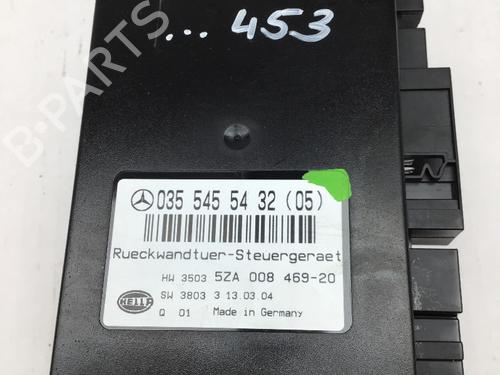 ... 453
B-PARTS
035 545 54 32 (05)
Rueckwandtuer-Steuergeraet
HW 3503 5ZA 008 469-20
HELLA
SW 3803 3 13.03.04
Q 01 Made in Germany